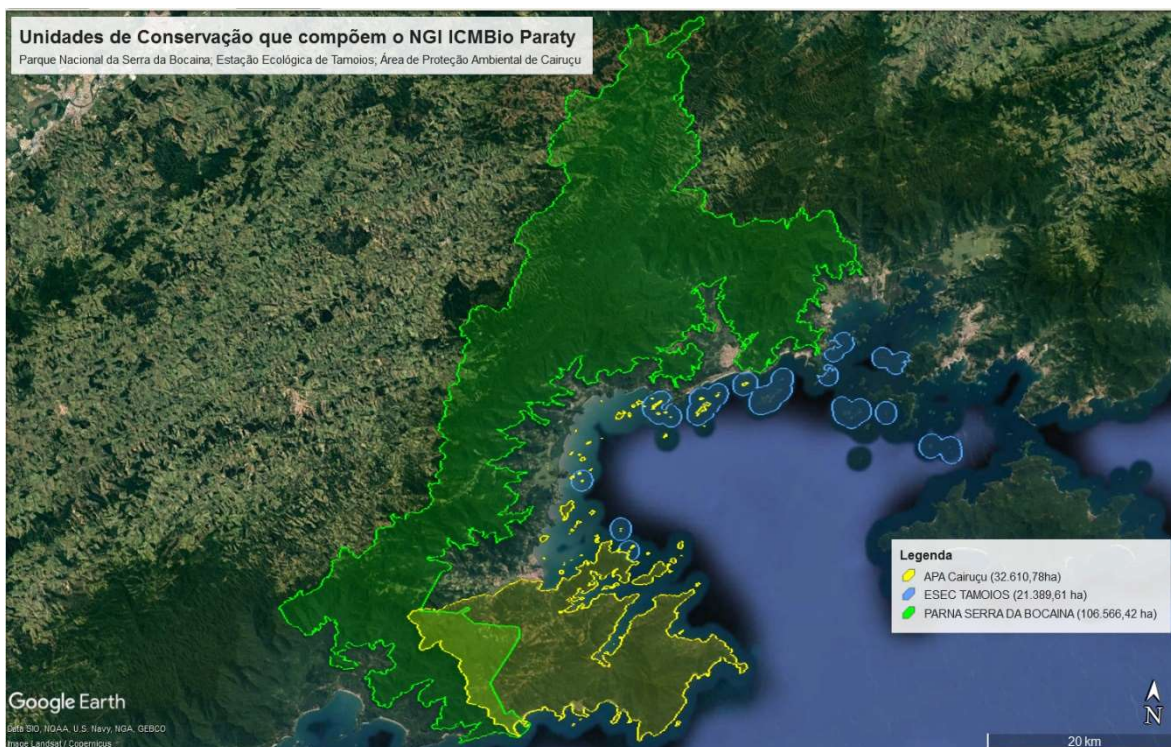 Unidades de Conservação que compõem o NGI ICMBio Paraty
Parque Nacional da Serra da Bocaina; Estação Ecológica de Tamoios; Área de Proteção Ambiental de Cairuçu
Legenda
APA Cairuçu (32.610,78ha)
ESEC TAMOIOS (21.389,61 ha)
PARNA SERRA DA BOCAINA (106.566,42 ha)
Google Earth
Data SIO, NOAA, U.S. Navy, NGA, GEBCO
Image Landsat / Copernicus
N
20 km